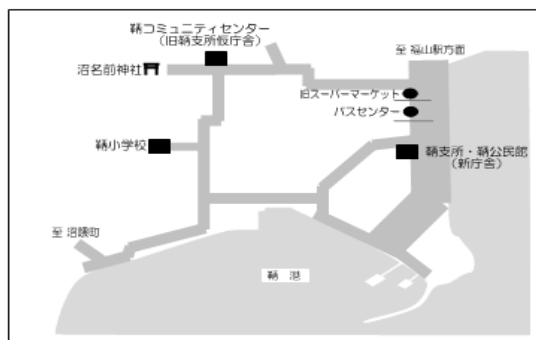 鞆コミュニティセンター
（旧鞆支所仮庁舎）
至 福山駅方面
沼名前神社
旧スーパーマーケット
バスセンター
鞆小学校
鞆支所・鞆公民館
（新庁舎）
至 沼隈町
鞆 港